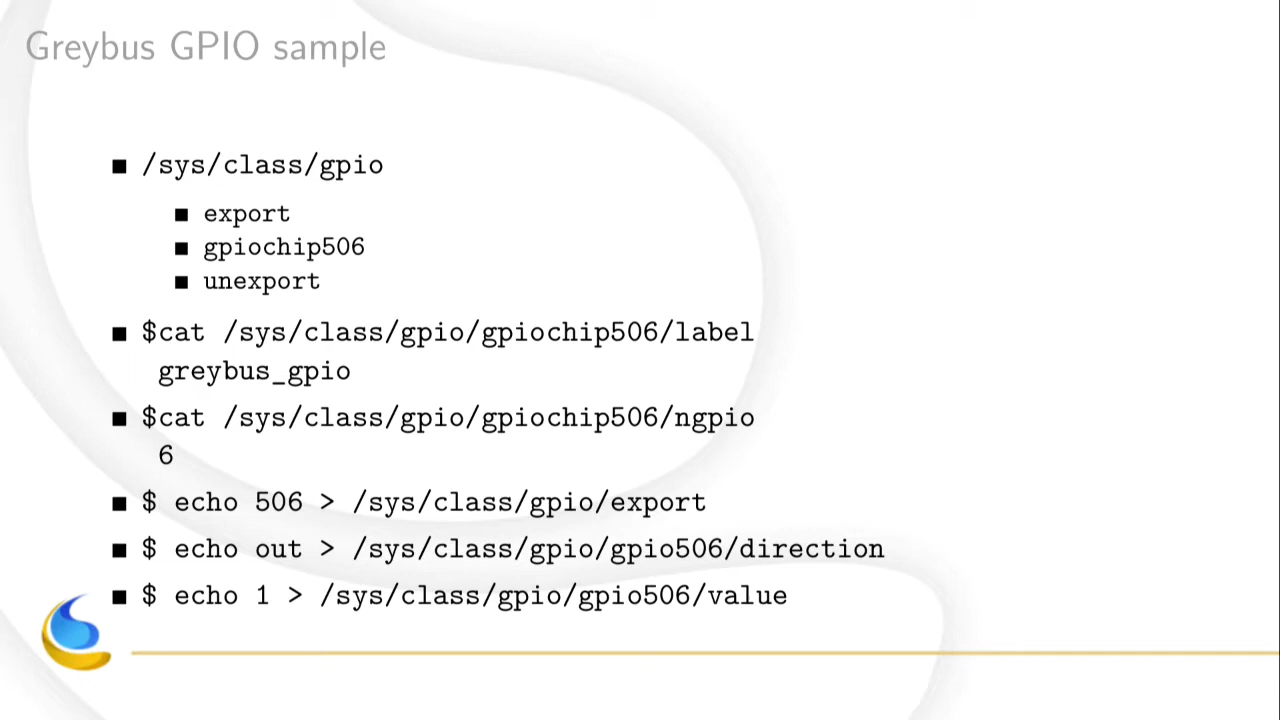 Greybus GPIO sample
/sys/class/gpio
export
gpiochip506
unexport
$cat /sys/class/gpio/gpiochip506/label
greybus_gpio
$cat /sys/class/gpio/gpiochip506/ngpio
6
$ echo 506 > /sys/class/gpio/export
$ echo out > /sys/class/gpio/gpio506/direction
$ echo 1 > /sys/class/gpio/gpio506/value